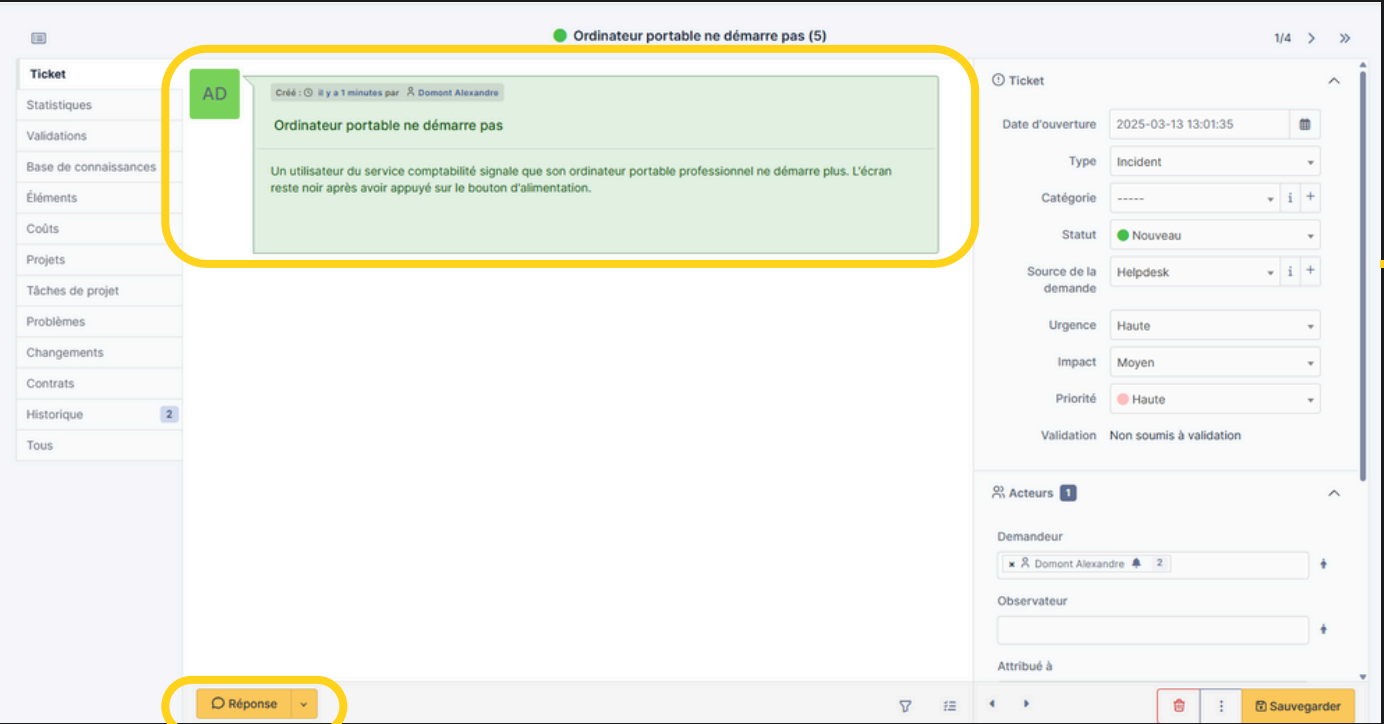 Ordinateur portable ne démarre pas (5)
1/4
Ticket
Statistiques
Validations
Base de connaissances
Éléments
Coûts
Projets
Tâches de projet
Problèmes
Changements
Contrats
Historique 2
Tous
AD
Créé : il y a 1 minutes par Domont Alexandre
Ordinateur portable ne démarre pas
Un utilisateur du service comptabilité signale que son ordinateur portable professionnel ne démarre plus. L'écran
reste noir après avoir appuyé sur le bouton d'alimentation.
Réponse
Ticket
Date d'ouverture 2025-03-13 13:01:35
Type Incident
Catégorie ----- i +
Statut Nouveau
Source de la
demande
Helpdesk i +
Urgence Haute
Impact Moyen
Priorité Haute
Validation Non soumis à validation
Acteurs 1
Demandeur
× Domont Alexandre 2
Observateur
Attribué à
Sauvegarder